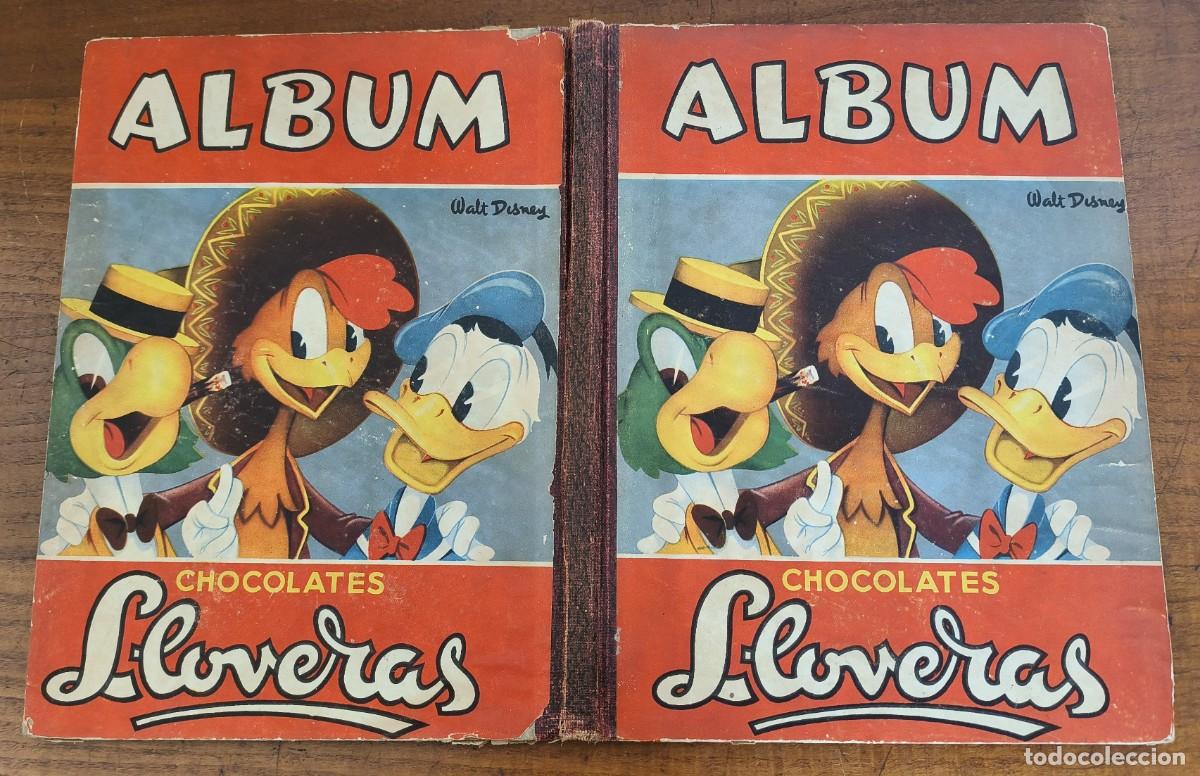 ALBUM
Walt Disney
CHOCOLATES
Lloveras
ALBUM
Walt Disney
CHOCOLATES
Lloveras
todocoleccion